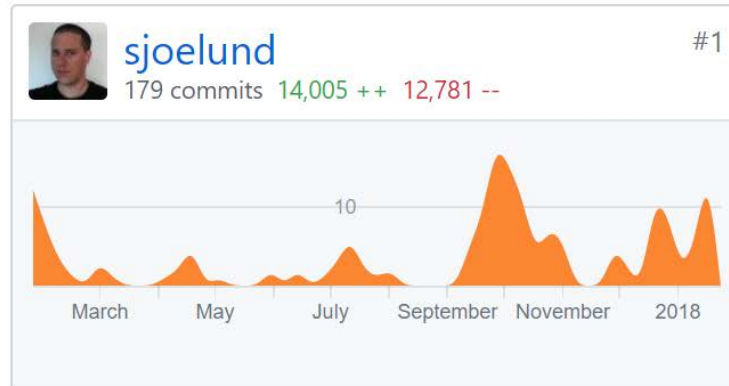 sjoelund #1
179 commits 14,005 ++ 12,781 --
10
March May July September November 2018